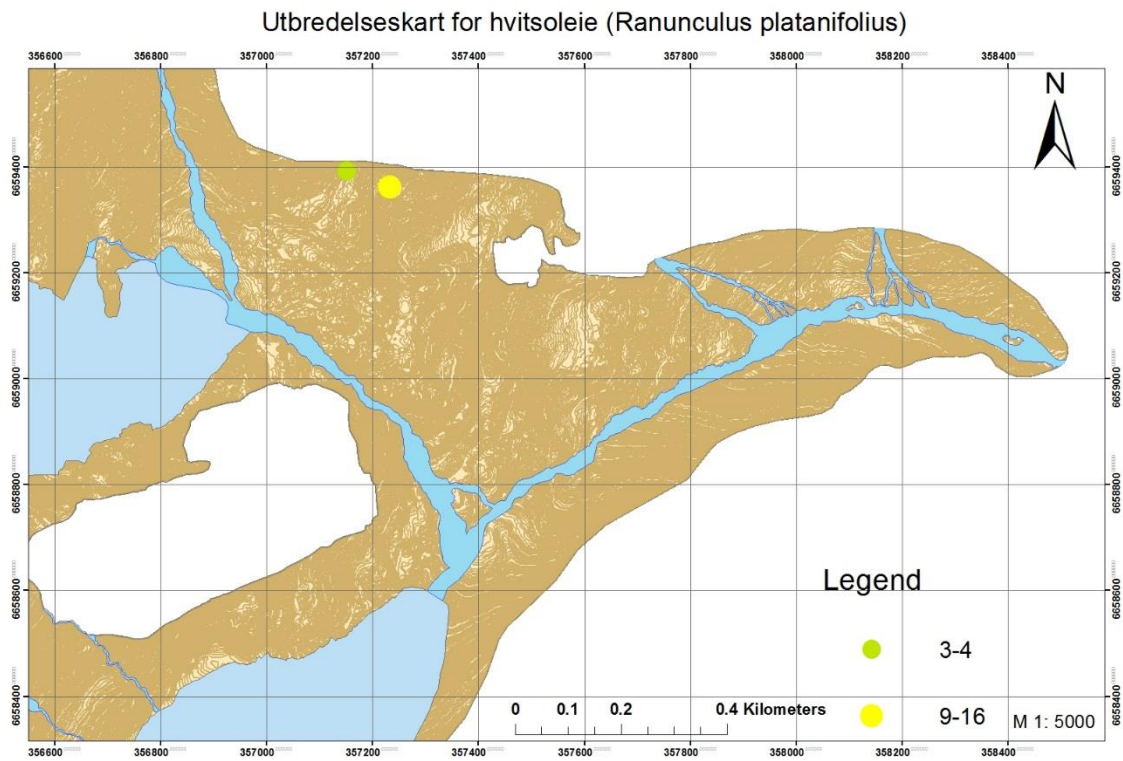 Utbredelseskart for hvitsoleie (Ranunculus platanifolius)
356600 356800 357000 357200 357400 357600 357800 358000 358200 358400
N
6659400 6659400
6659200 6659200
6659000 6659000
6658800 6658800
6658600 6658600
Legend
3-4
6658400 6658400
0 0.1 0.2 0.4 Kilometers
9-16 M 1: 5000
356600 356800 357000 357200 357400 357600 357800 358000 358200 358400